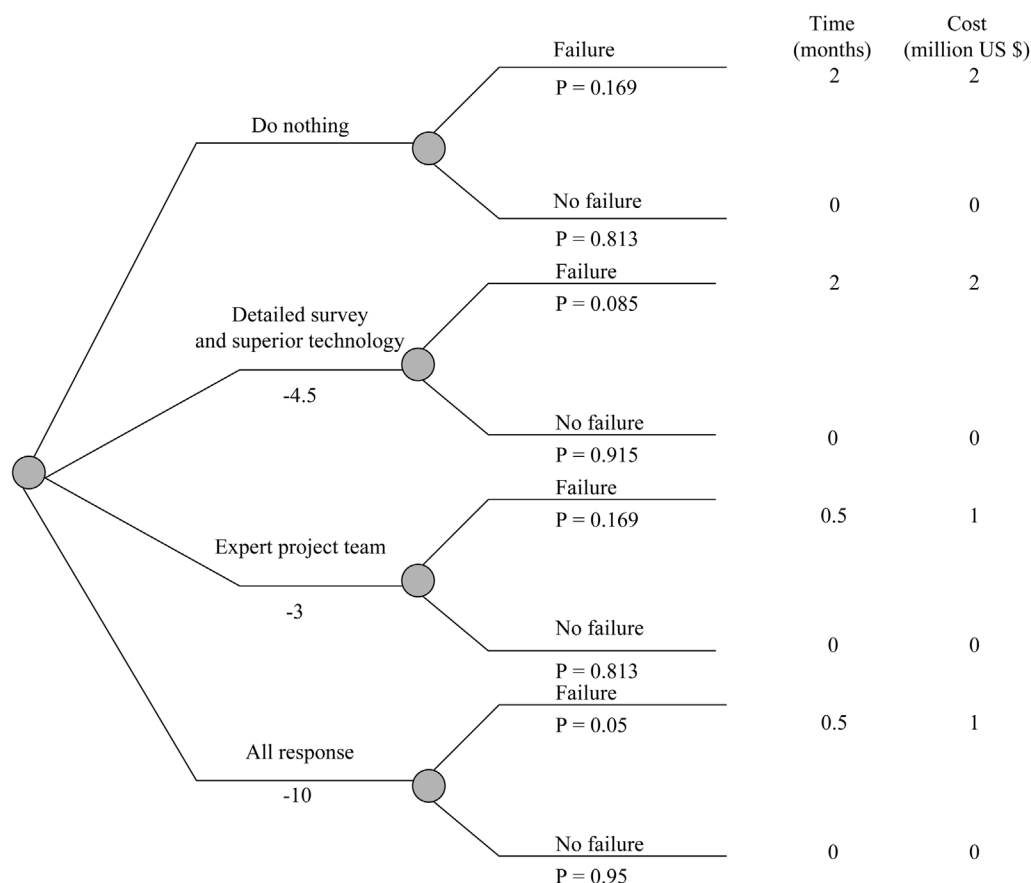 Time
(months)
Cost
(million US $)
Failure
2
2
P = 0.169
Do nothing
No failure
0
0
P = 0.813
Failure
2
2
P = 0.085
Detailed survey
and superior technology
-4.5
No failure
0
0
P = 0.915
Failure
P = 0.169
0.5
1
Expert project team
-3
No failure
0
0
P = 0.813
Failure
P = 0.05
0.5
1
All response
-10
No failure
0
0
P = 0.95